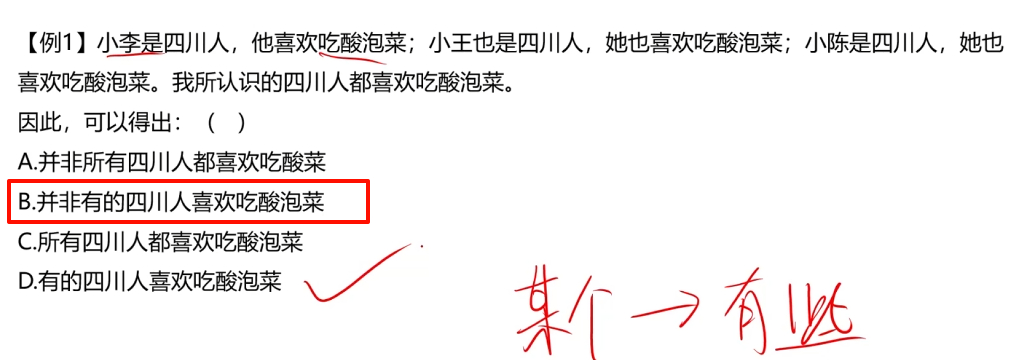 【例1】小李是四川人，他喜欢吃酸泡菜；小王也是四川人，她也喜欢吃酸泡菜；小陈是四川人，她也
喜欢吃酸泡菜。我所认识的四川人都喜欢吃酸泡菜。
因此，可以得出：（ ）
A.并非所有四川人都喜欢吃酸菜
B.并非有的四川人喜欢吃酸泡菜
C.所有四川人都喜欢吃酸泡菜
D.有的四川人喜欢吃酸泡菜
某个→有些